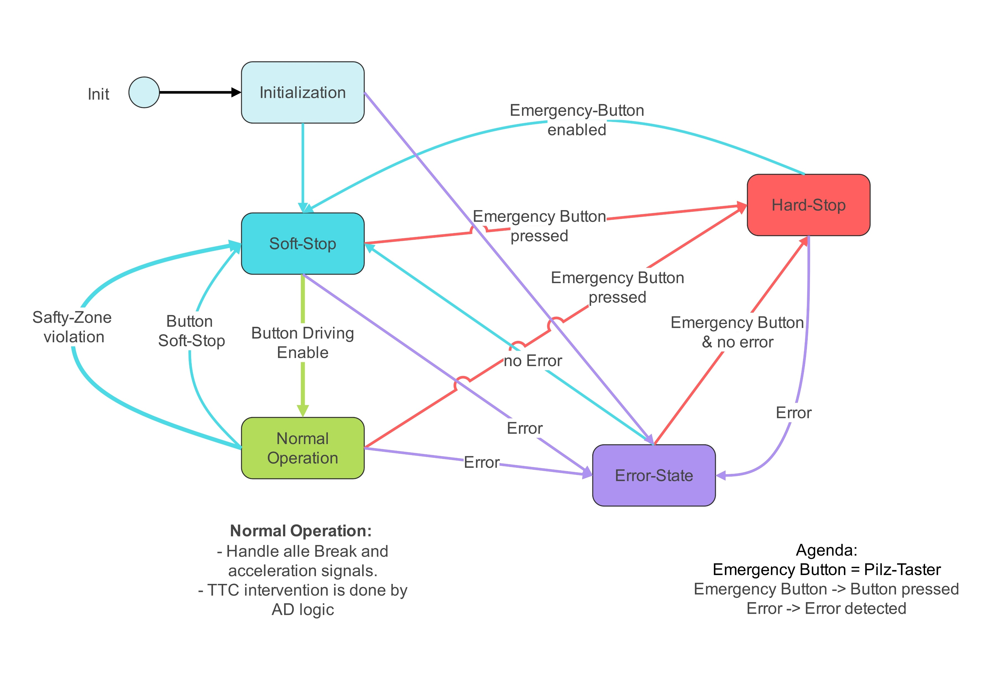 Init
Initialization
Emergency-Button
enabled
Hard-Stop
Emergency Button
pressed
Soft-Stop
Emergency Button
pressed
Safty-Zone
violation
Button
Soft-Stop
Button Driving
Enable
Emergency Button
& no error
no Error
Error
Error
Normal
Operation
Error
Error-State
Normal Operation:
- Handle alle Break and
acceleration signals.
- TTC intervention is done by
AD logic
Agenda:
Emergency Button = Pilz-Taster
Emergency Button -> Button pressed
Error -> Error detected